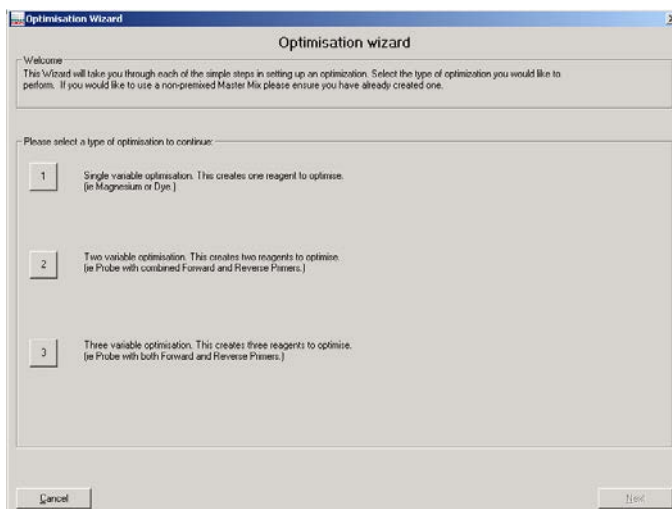 Optimisation Wizard
Optimisation wizard
Welcome
This Wizard will take you through each of the simple steps in setting up an optimization. Select the type of optimization you would like to
perform. If you would like to use a non-premixed Master Mix please ensure you have already created one.
Please select a type of optimisation to continue:
1
Single variable optimisation. This creates one reagent to optimise.
(ie Magnesium or Dye.)
2
Two variable optimisation. This creates two reagents to optimise.
(ie Probe with combined Forward and Reverse Primers.)
3
Three variable optimisation. This creates three reagents to optimise.
(ie Probe with both Forward and Reverse Primers.)
Cancel
Next